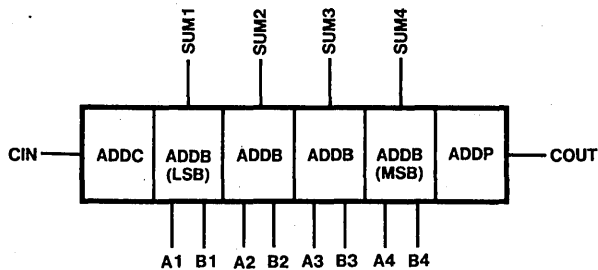 SUM1 SUM2 SUM3 SUM4
CIN ADDC ADDB ADDB ADDB ADDB ADDP COUT
(LSB) (MSB)
A1 B1 A2 B2 A3 B3 A4 B4